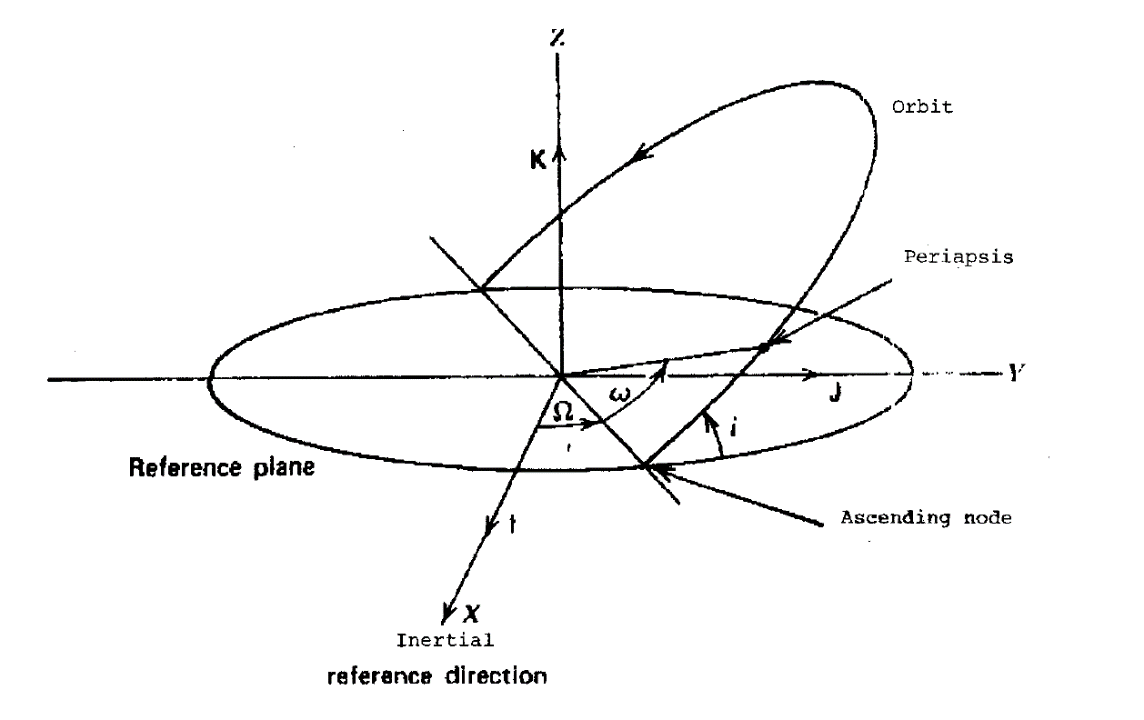 Z
Orbit
K
Periapsis
Y
J
ω
Ω
i
Reference plane
Ascending node
I
X
Inertial
reference direction